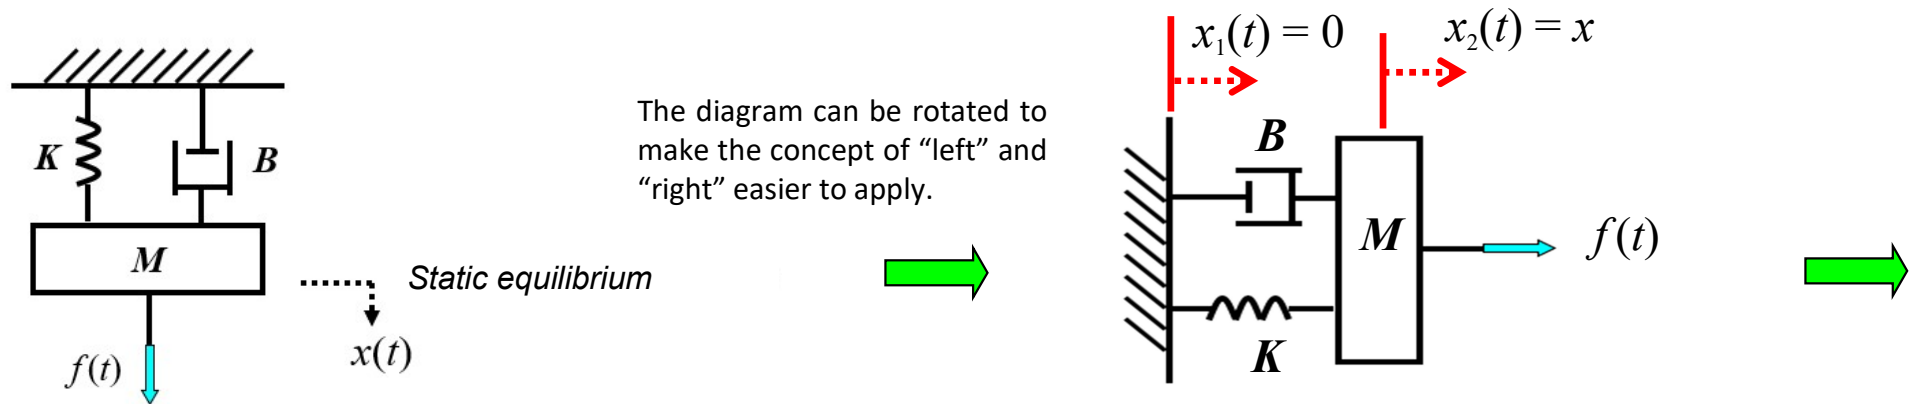 K
B
M
Static equilibrium
f(t)
x(t)
The diagram can be rotated to
make the concept of “left” and
“right” easier to apply.
x₁(t) = 0
x₂(t) = x
B
M
f(t)
K